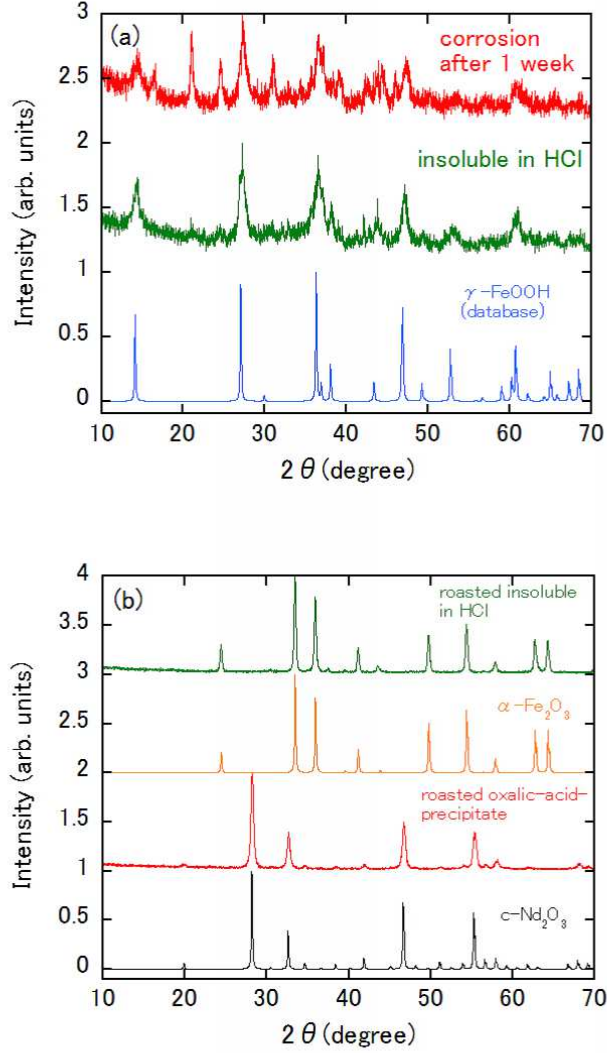 (a)
corrosion
after 1 week
insoluble in HCl
γ-FeOOH
(database)
3
2.5
2
1.5
1
0.5
0
Intensity (arb. units)
10 20 30 40 50 60 70
2θ(degree)
(b)
roasted insoluble
in HCl
α-Fe₂O₃
roasted oxalic-acid-
precipitate
c-Nd₂O₃
4
3.5
3
2.5
2
1.5
1
0.5
0
Intensity (arb. units)
10 20 30 40 50 60 70
2θ(degree)